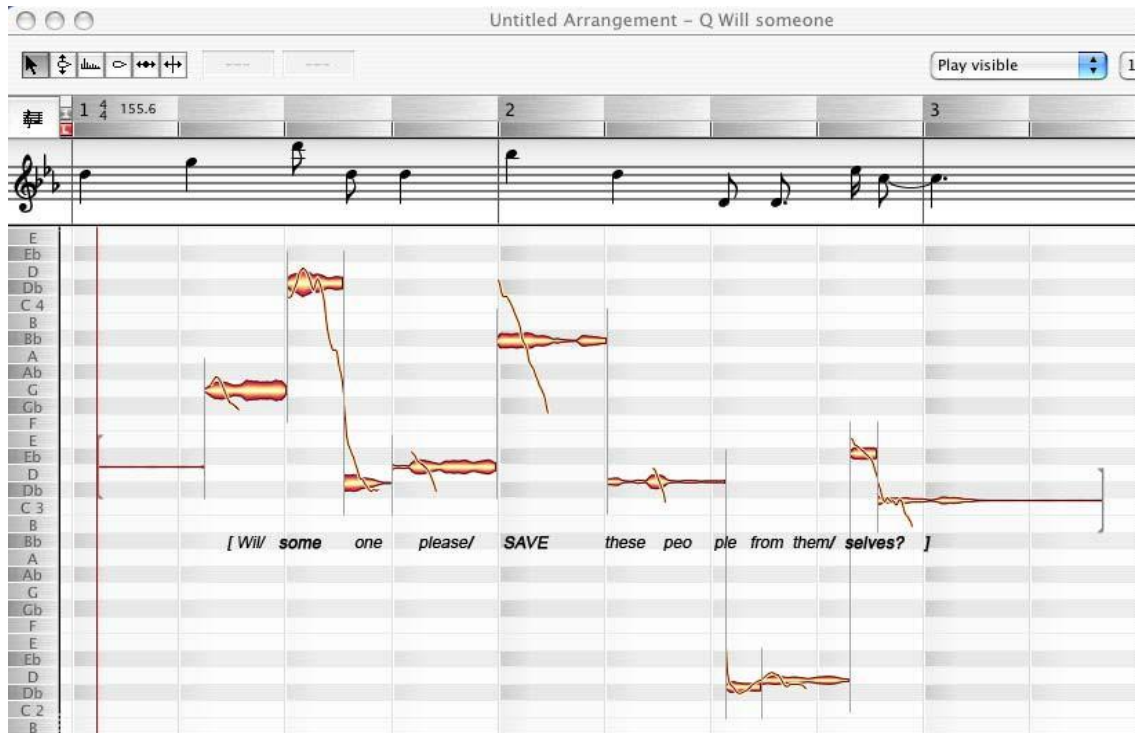 Untitled Arrangement – Q Will someone
--- ---
Play visible
1 4/4 155.6 2 3
E
Eb
D
Db
C 4
B
Bb
A
Ab
G
Gb
F
E
Eb
D
Db
C 3
B
Bb
A
Ab
G
Gb
F
E
Eb
D
Db
C 2
B
[ Wil/ some one please/ SAVE these peo ple from them/ selves? ]